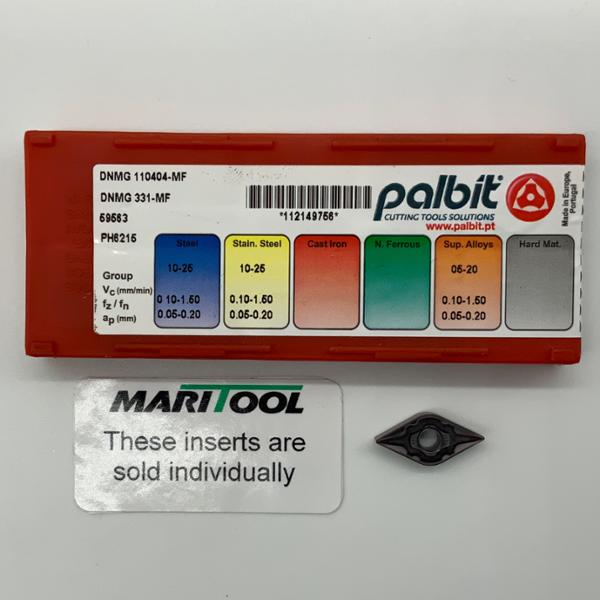 DNMG 110404-MF
DNMG 331-MF
59563
PH6215
*112149756*
palbit
CUTTING TOOLS SOLUTIONS
www.palbit.pt
Made in Europe,
Portugal
Steel Stain. Steel Cast Iron N. Ferrous Sup. Alloys Hard Mat.
Group 10-25 10-25 05-20
Vc (mm/min)
fz / fn 0.10-1.50 0.10-1.50 0.10-1.50
ap (mm) 0.05-0.20 0.05-0.20 0.05-0.20
MARITOOL
These inserts are
sold individually